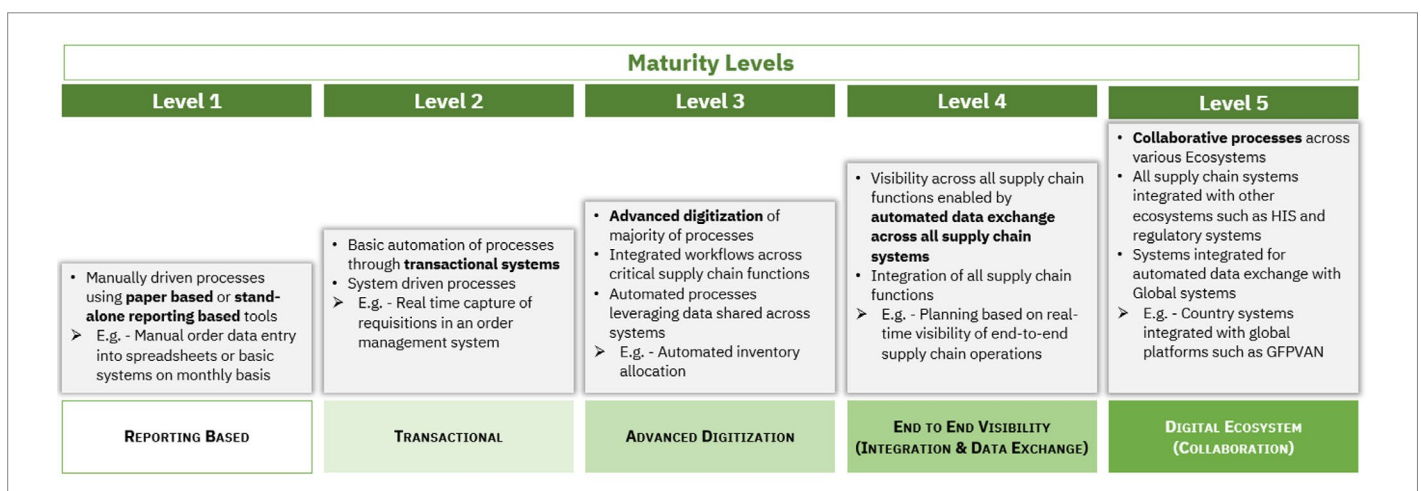 Maturity Levels
Level 1
Level 2
Level 3
Level 4
Level 5
• Manually driven processes
using paper based or stand-
alone reporting based tools
➢ E.g. - Manual order data entry
into spreadsheets or basic
systems on monthly basis
• Basic automation of processes
through transactional systems
• System driven processes
➢ E.g. - Real time capture of
requisitions in an order
management system
• Advanced digitization of
majority of processes
• Integrated workflows across
critical supply chain functions
• Automated processes
leveraging data shared across
systems
➢ E.g. - Automated inventory
allocation
• Visibility across all supply chain
functions enabled by
automated data exchange
across all supply chain
systems
• Integration of all supply chain
functions
➢ E.g. - Planning based on real-
time visibility of end-to-end
supply chain operations
• Collaborative processes across
various Ecosystems
• All supply chain systems
integrated with other
ecosystems such as HIS and
regulatory systems
• Systems integrated for
automated data exchange with
Global systems
➢ E.g. - Country systems
integrated with global
platforms such as GFPVAN
REPORTING BASED
TRANSACTIONAL
ADVANCED DIGITIZATION
END TO END VISIBILITY
(INTEGRATION & DATA EXCHANGE)
DIGITAL ECOSYSTEM
(COLLABORATION)